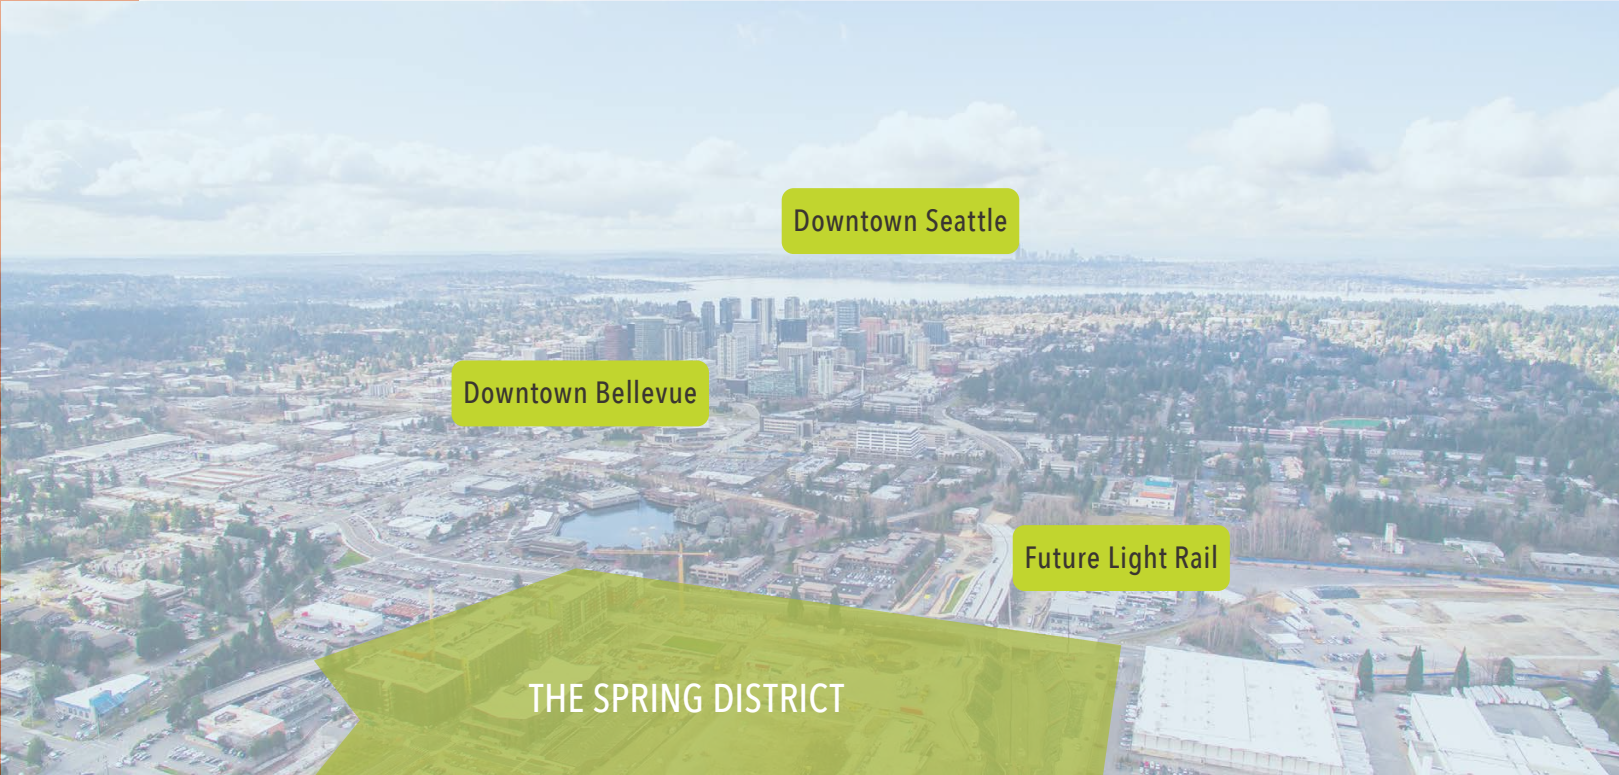 Downtown Seattle
Downtown Bellevue
Future Light Rail
THE SPRING DISTRICT